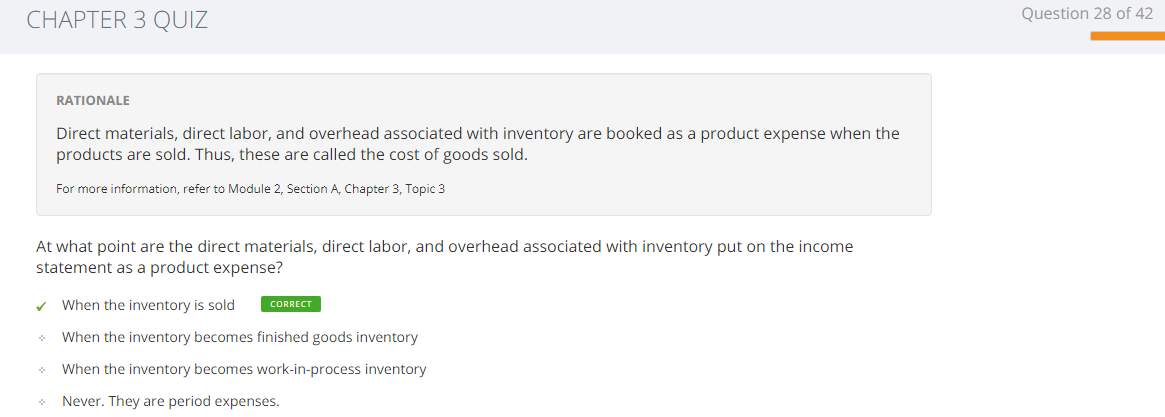 CHAPTER 3 QUIZ
Question 28 of 42
RATIONALE
Direct materials, direct labor, and overhead associated with inventory are booked as a product expense when the
products are sold. Thus, these are called the cost of goods sold.
For more information, refer to Module 2, Section A, Chapter 3, Topic 3
At what point are the direct materials, direct labor, and overhead associated with inventory put on the income
statement as a product expense?
When the inventory is sold CORRECT
When the inventory becomes finished goods inventory
When the inventory becomes work-in-process inventory
Never. They are period expenses.